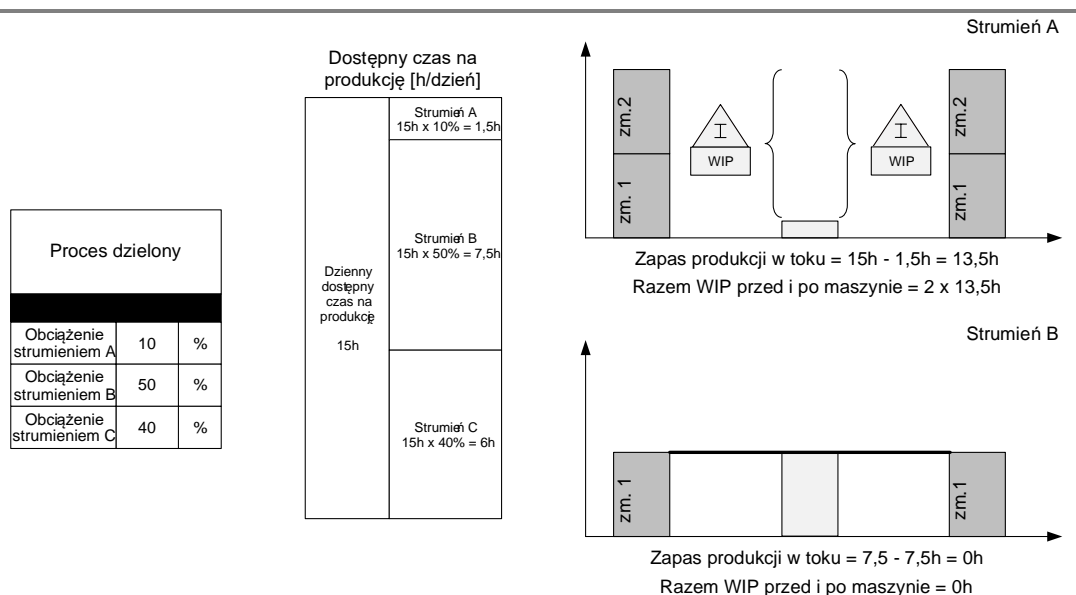 Proces dzielony
Obciążenie
strumieniem A
10
%
Obciążenie
strumieniem B
50
%
Obciążenie
strumieniem C
40
%
Dostępny czas na
produkcję [h/dzień]
Dzienny
dostępny
czas na
produkcję
15h
Strumień A
15h x 10% = 1,5h
Strumień B
15h x 50% = 7,5h
Strumień C
15h x 40% = 6h
Strumień A
zm.2
zm. 1
I
WIP
I
WIP
zm.2
zm.1
Zapas produkcji w toku = 15h - 1,5h = 13,5h
Razem WIP przed i po maszynie = 2 x 13,5h
Strumień B
zm. 1
zm.1
Zapas produkcji w toku = 7,5 - 7,5h = 0h
Razem WIP przed i po maszynie = 0h